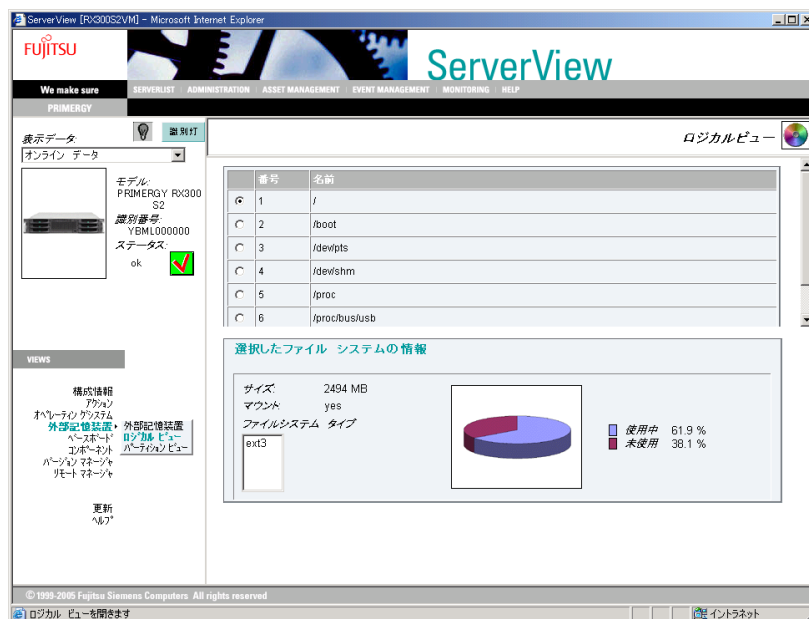 ServerView [RX300S2VM] - Microsoft Internet Explorer
FUJITSU
ServerView
We make sure
SERVERLIST | ADMINISTRATION | ASSET MANAGEMENT | EVENT MANAGEMENT | MONITORING | HELP
PRIMERGY
表示データ:
識別灯
オンライン データ
ロジカルビュー
モデル:
PRIMERGY RX300 S2
識別番号:
YBML000000
ステータス:
ok
番号 名前
1 /
2 /boot
3 /dev/pts
4 /dev/shm
5 /proc
6 /proc/bus/usb
選択したファイル システムの情報
サイズ: 2494 MB
マウント: yes
ファイルシステム タイプ
ext3
使用中 61.9 %
未使用 38.1 %
VIEWS
構成情報
アクション
オペレーティングシステム
外部記憶装置
ベースボード
コンポーネント
バージョン マネージャ
リモート マネージャ
外部記憶装置
ロジカル ビュー
パーティション ビュー
更新
ヘルプ
© 1999-2005 Fujitsu Siemens Computers All rights reserved
ロジカル ビューを開きます
イントラネット